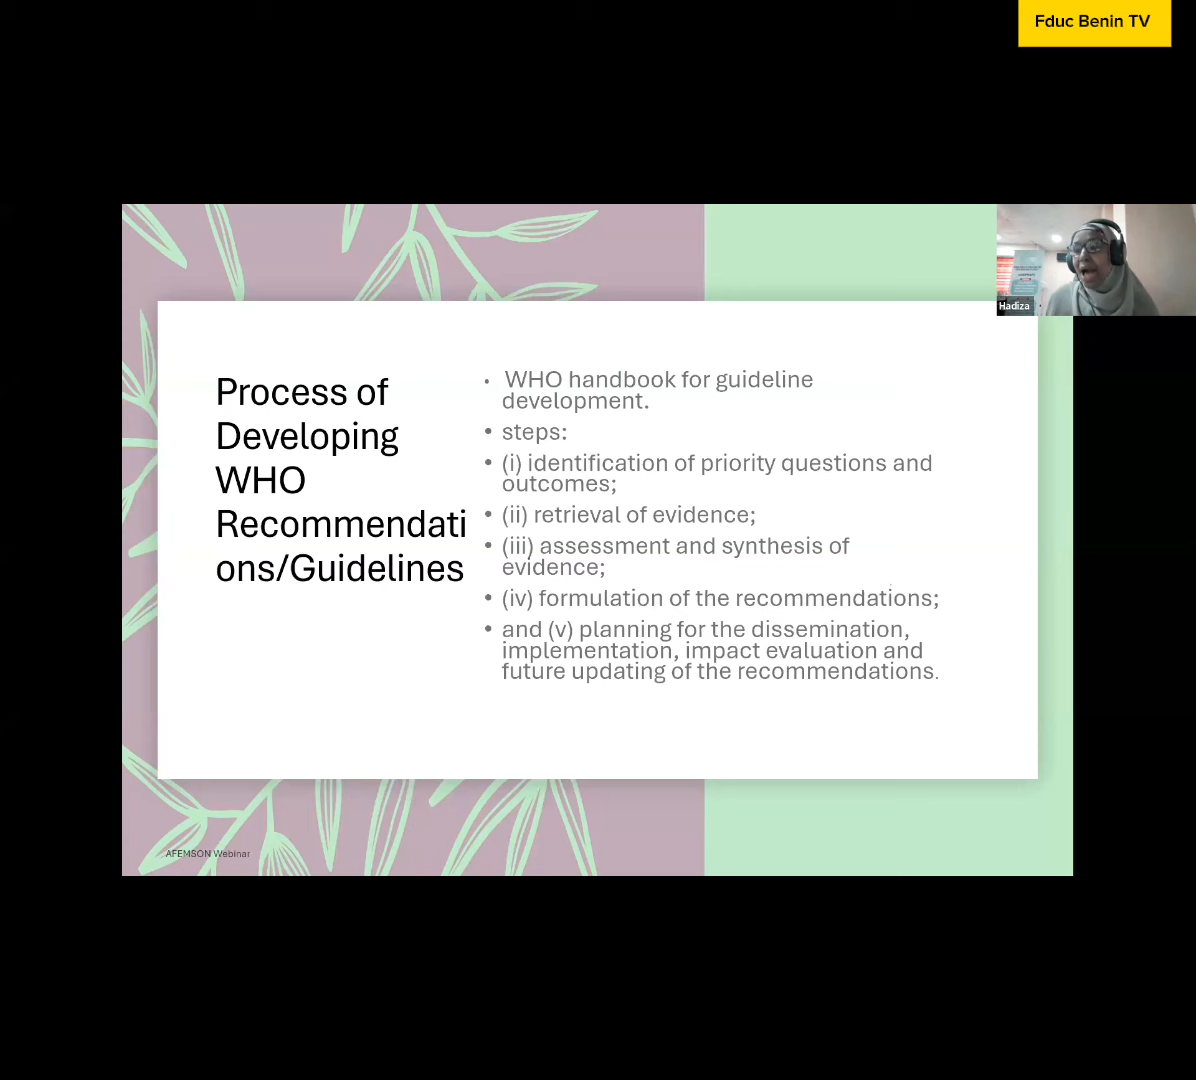 Fduc Benin TV
Hadiza
Process of
Developing
WHO
Recommendati
ons/Guidelines
• WHO handbook for guideline
development.
• steps:
• (i) identification of priority questions and
outcomes;
• (ii) retrieval of evidence;
• (iii) assessment and synthesis of
evidence;
• (iv) formulation of the recommendations;
• and (v) planning for the dissemination,
implementation, impact evaluation and
future updating of the recommendations.
AFEMSON Webinar